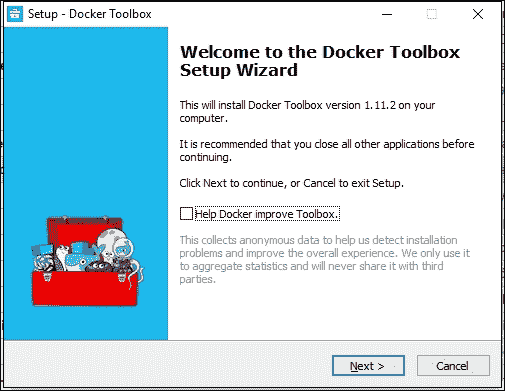 Setup - Docker Toolbox
Welcome to the Docker Toolbox
Setup Wizard
This will install Docker Toolbox version 1.11.2 on your
computer.
It is recommended that you close all other applications before
continuing.
Click Next to continue, or Cancel to exit Setup.
Help Docker improve Toolbox.
This collects anonymous data to help us detect installation
problems and improve the overall experience. We only use it
to aggregate statistics and will never share it with third
parties.
Next >
Cancel